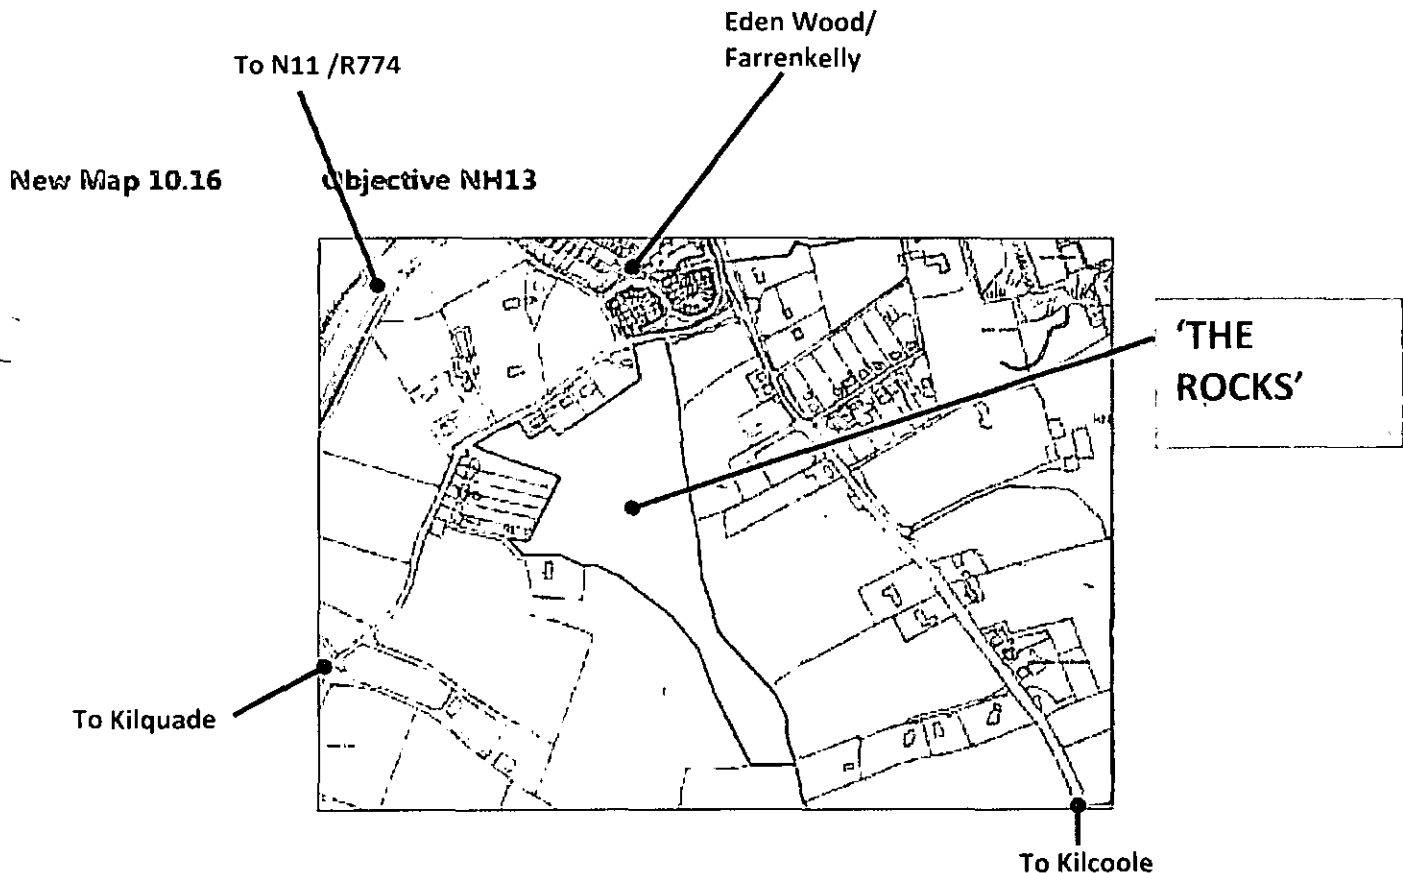 Eden Wood/
Farrenkelly
To N11 /R774
New Map 10.16 Objective NH13
'THE
ROCKS'
To Kilquade
To Kilcoole